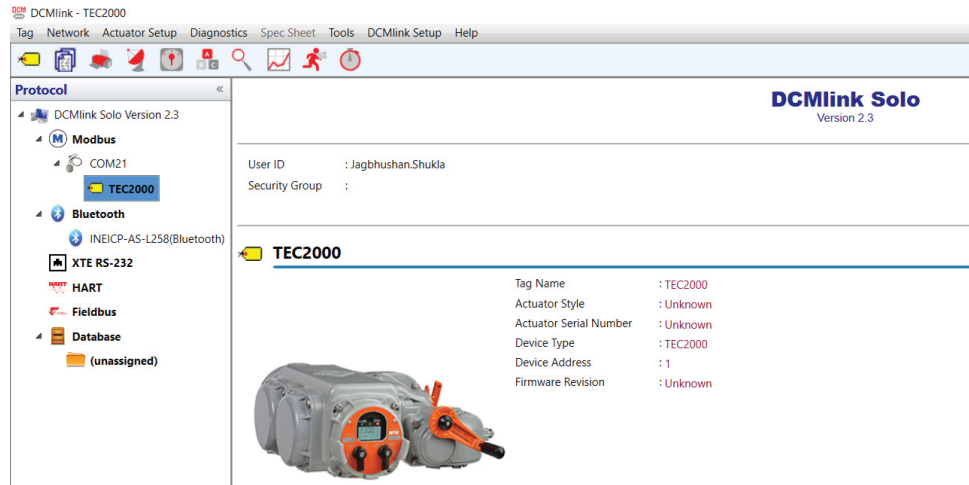 DCM DCMlink - TEC2000
Tag Network Actuator Setup Diagnostics Spec Sheet Tools DCMlink Setup Help
A
D C
Protocol «
DCMlink Solo
Version 2.3
DCMlink Solo Version 2.3
M Modbus
COM21
User ID : Jagbhushan.Shukla
TEC2000
Security Group :
Bluetooth
INEICP-AS-L258(Bluetooth)
XTE RS-232
HART HART
Fieldbus
Database
(unassigned)
TEC2000
Tag Name : TEC2000
Actuator Style : Unknown
Actuator Serial Number : Unknown
Device Type : TEC2000
Device Address : 1
Firmware Revision : Unknown